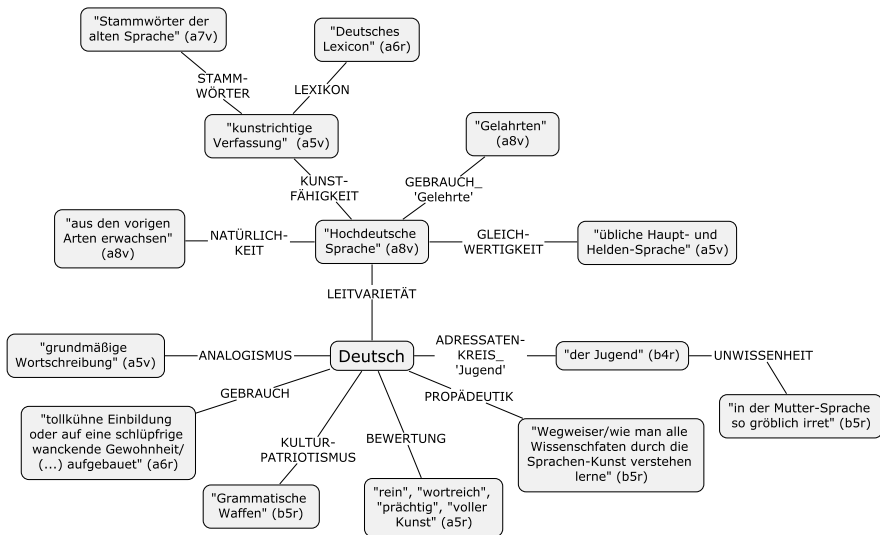 "Stammwörter der
alten Sprache" (a7v)
"Deutsches
Lexicon" (a6r)
STAMM-
WÖRTER
LEXIKON
"kunstrichtige
Verfassung" (a5v)
"Gelahrten"
(a8v)
KUNST-
FÄHIGKEIT
GEBRAUCH_
'Gelehrte'
"aus den vorigen
Arten erwachsen"
(a8v)
NATÜRLICH-
KEIT
"Hochdeutsche
Sprache" (a8v)
GLEICH-
WERTIGKEIT
"übliche Haupt- und
Helden-Sprache" (a5v)
LEITVARIETÄT
"grundmäßige
Wortschreibung" (a5v)
ANALOGISMUS
Deutsch
ADRESSATEN-
KREIS_
'Jugend'
"der Jugend" (b4r)
UNWISSENHEIT
GEBRAUCH
PROPÄDEUTIK
"in der Mutter-Sprache
so gröblich irret" (b5r)
"tollkühne Einbildung
oder auf eine schlüpfrige
wanckende Gewohnheit/
(...) aufgebauet" (a6r)
KULTUR-
PATRIOTISMUS
BEWERTUNG
"Wegweiser/wie man alle
Wissenschfaten durch die
Sprachen-Kunst verstehen
lerne" (b5r)
"Grammatische
Waffen" (b5r)
"rein", "wortreich",
"prächtig", "voller
Kunst" (a5r)